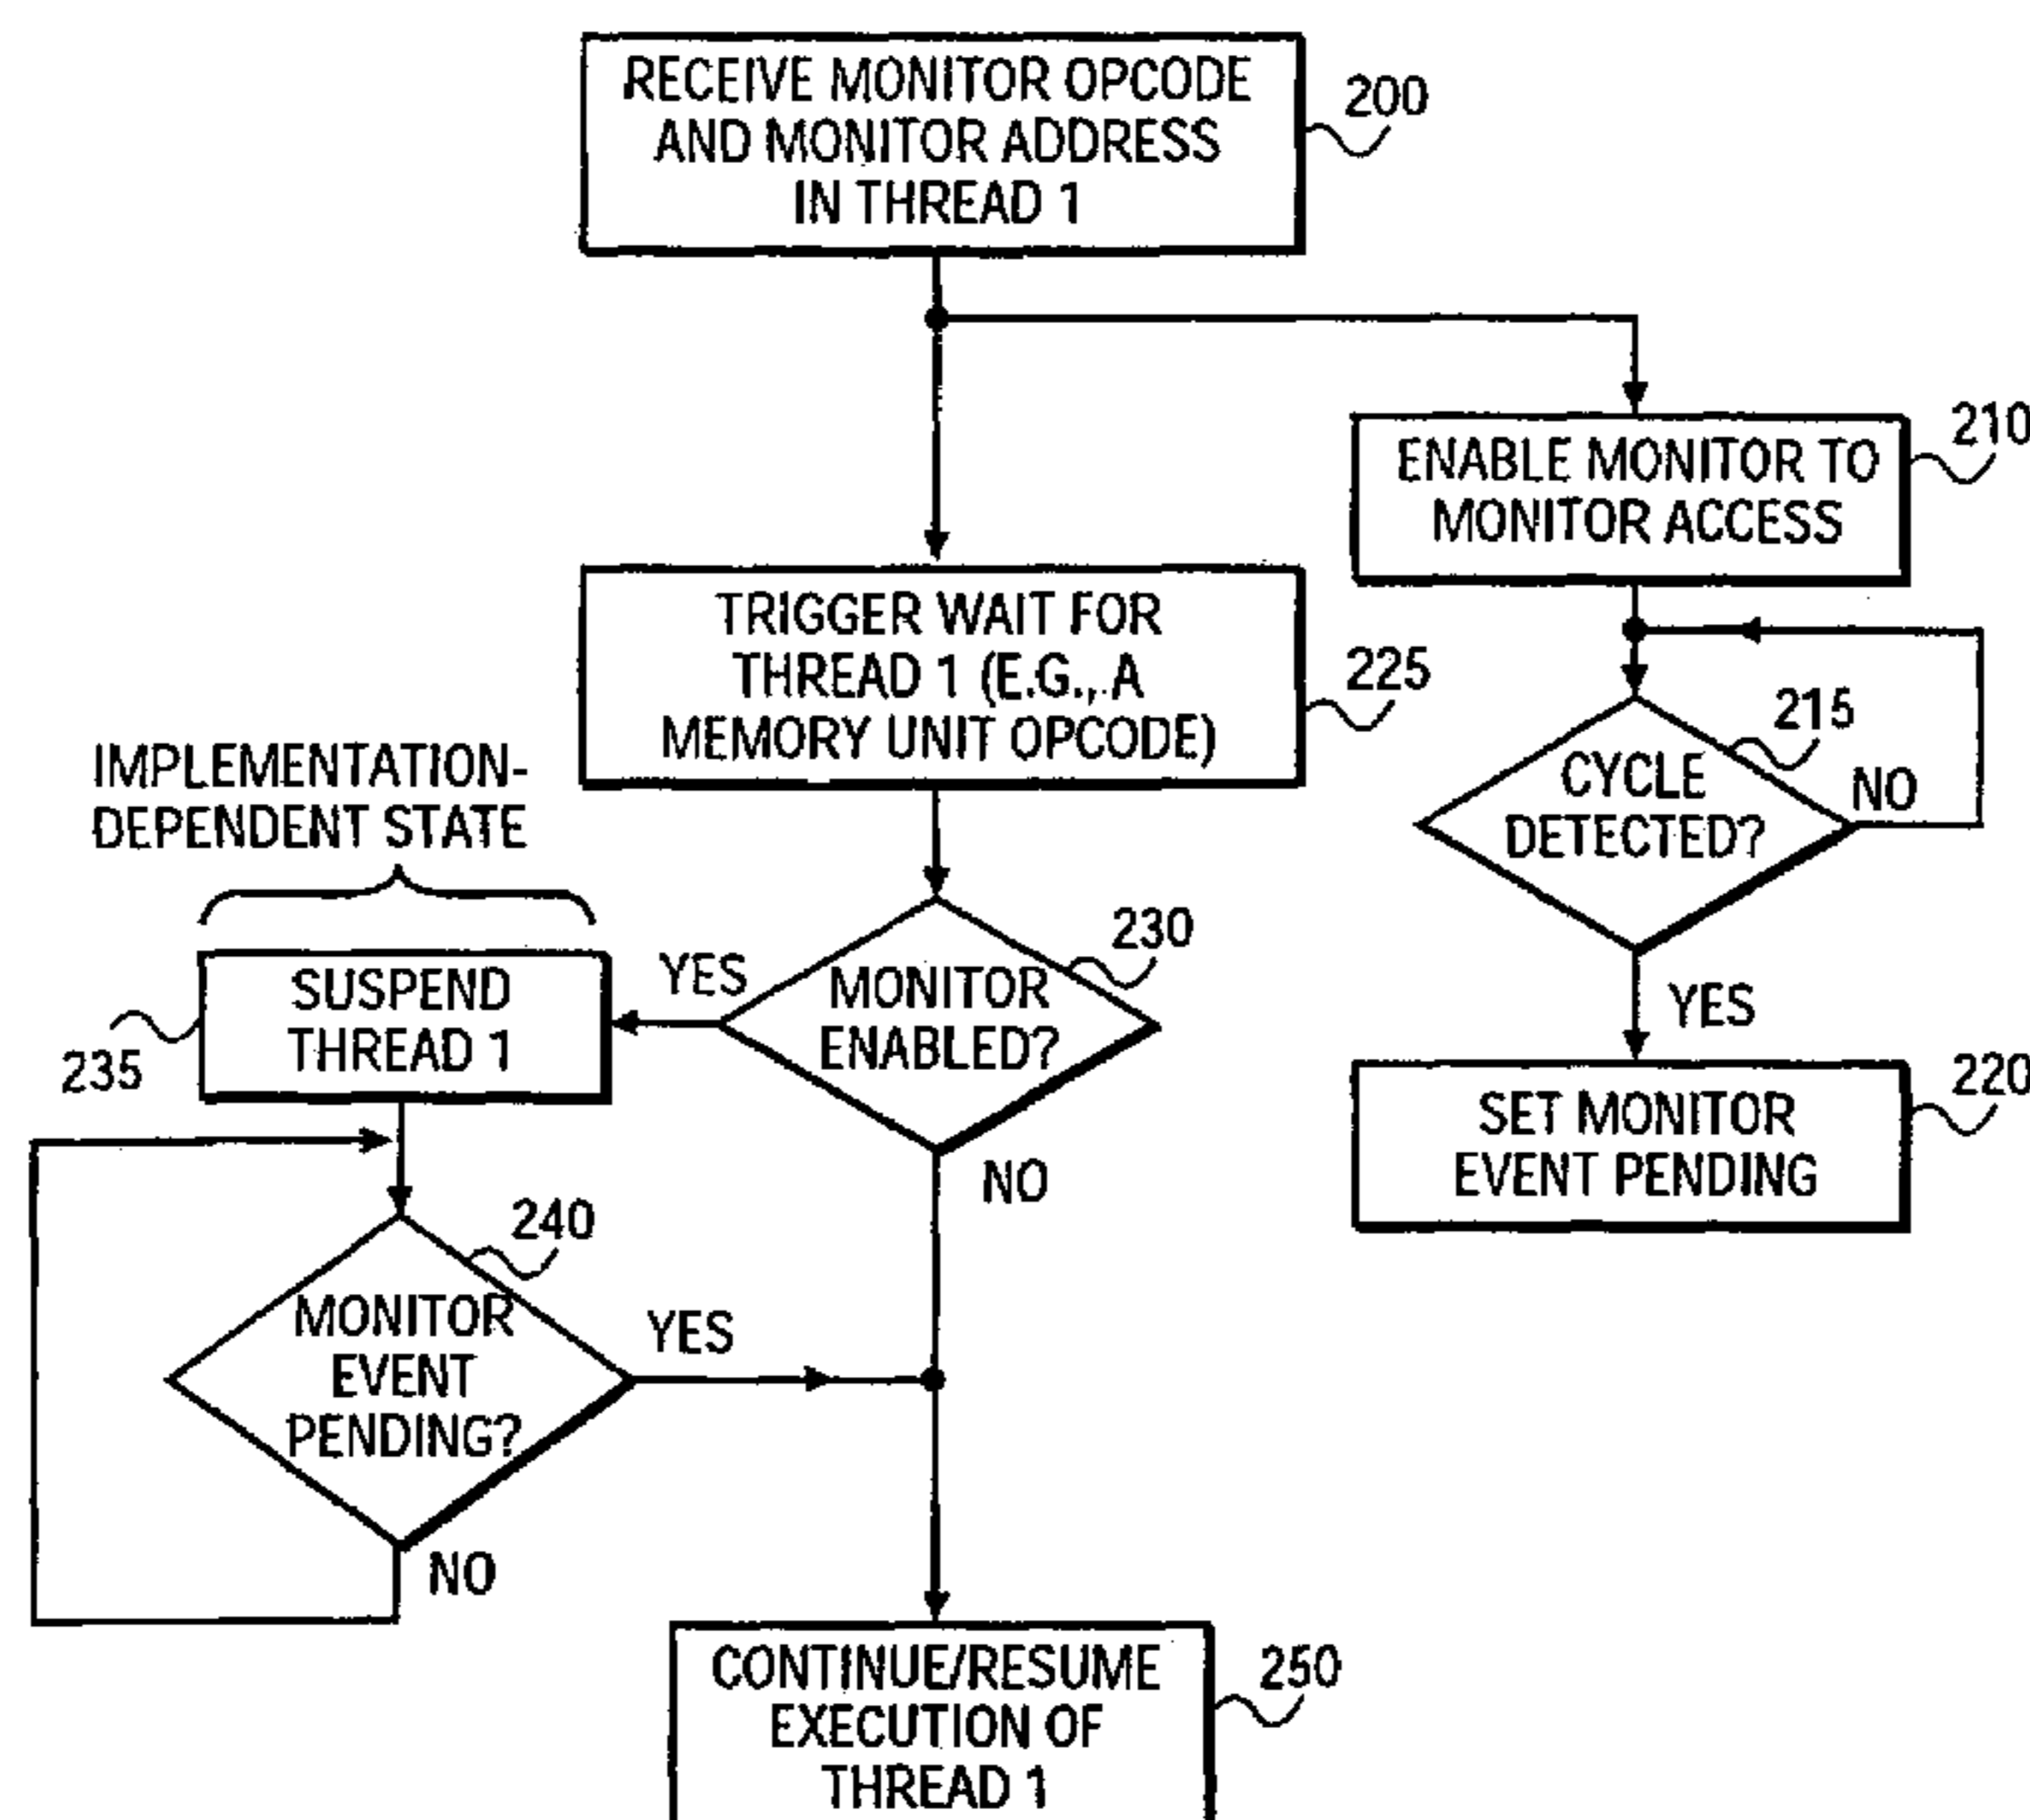 RECEIVE MONITOR OPCODE
AND MONITOR ADDRESS
IN THREAD 1
200
ENABLE MONITOR TO
MONITOR ACCESS
210
TRIGGER WAIT FOR
THREAD 1 (E.G., A
MEMORY UNIT OPCODE)
225
CYCLE
DETECTED?
215
NO
YES
IMPLEMENTATION-
DEPENDENT STATE
SUSPEND
THREAD 1
235
YES
MONITOR
ENABLED?
230
NO
SET MONITOR
EVENT PENDING
220
MONITOR
EVENT
PENDING?
240
YES
NO
CONTINUE/RESUME
EXECUTION OF
THREAD 1
250